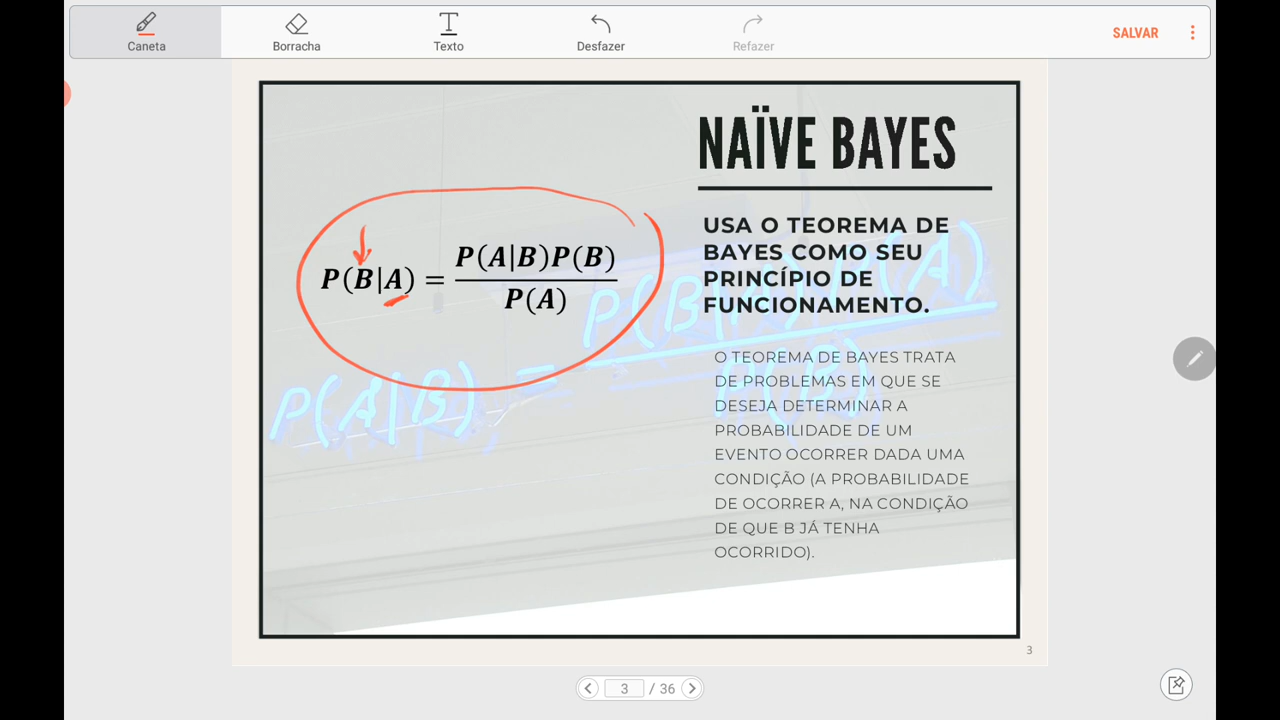 Caneta
Borracha
Texto
Desfazer
Refazer
SALVAR
NAÏVE BAYES
USA O TEOREMA DE
BAYES COMO SEU
PRINCÍPIO DE
FUNCIONAMENTO.
P(B|A) = P(A|B)P(B) / P(A)
O TEOREMA DE BAYES TRATA
DE PROBLEMAS EM QUE SE
DESEJA DETERMINAR A
PROBABILIDADE DE UM
EVENTO OCORRER DADA UMA
CONDIÇÃO (A PROBABILIDADE
DE OCORRER A, NA CONDIÇÃO
DE QUE B JÁ TENHA
OCORRIDO).
P(A|B) = P(B|A)P(A) / P(B)
3
3 / 36